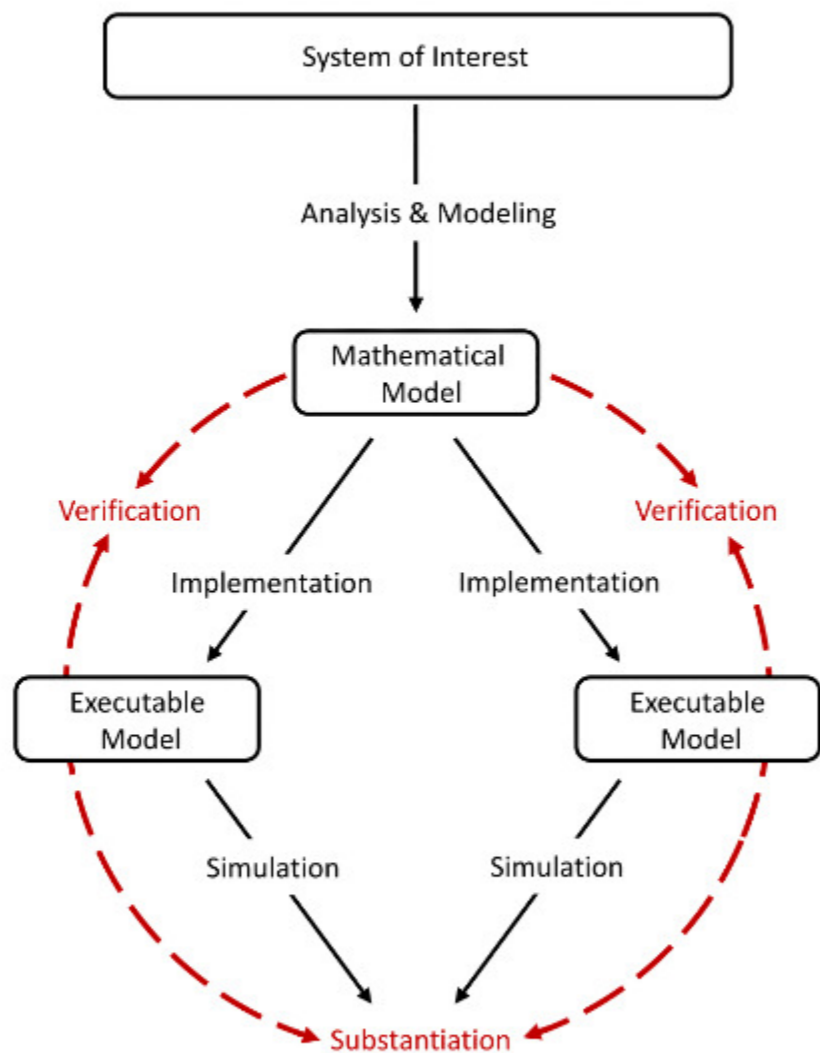 System of Interest
Analysis & Modeling
Mathematical
Model
Verification
Verification
Implementation
Implementation
Executable
Model
Executable
Model
Simulation
Simulation
Substantiation